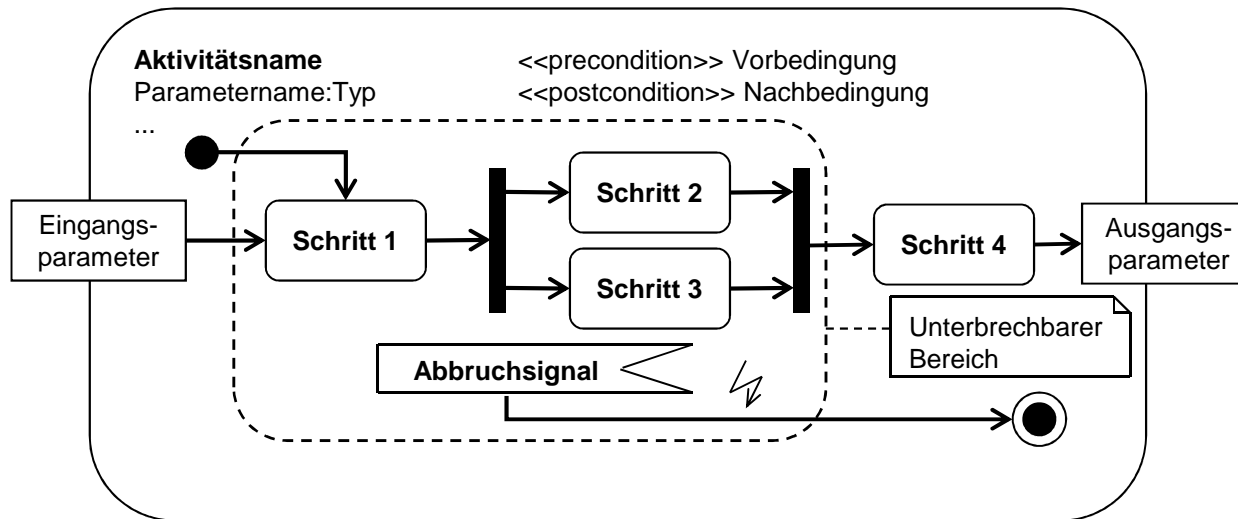 Aktivitätsname
<<precondition>> Vorbedingung
Parametername:Typ
<<postcondition>> Nachbedingung
...
Eingangs-
parameter
Schritt 1
Schritt 2
Schritt 3
Schritt 4
Ausgangs-
parameter
Unterbrechbarer
Bereich
Abbruchsignal